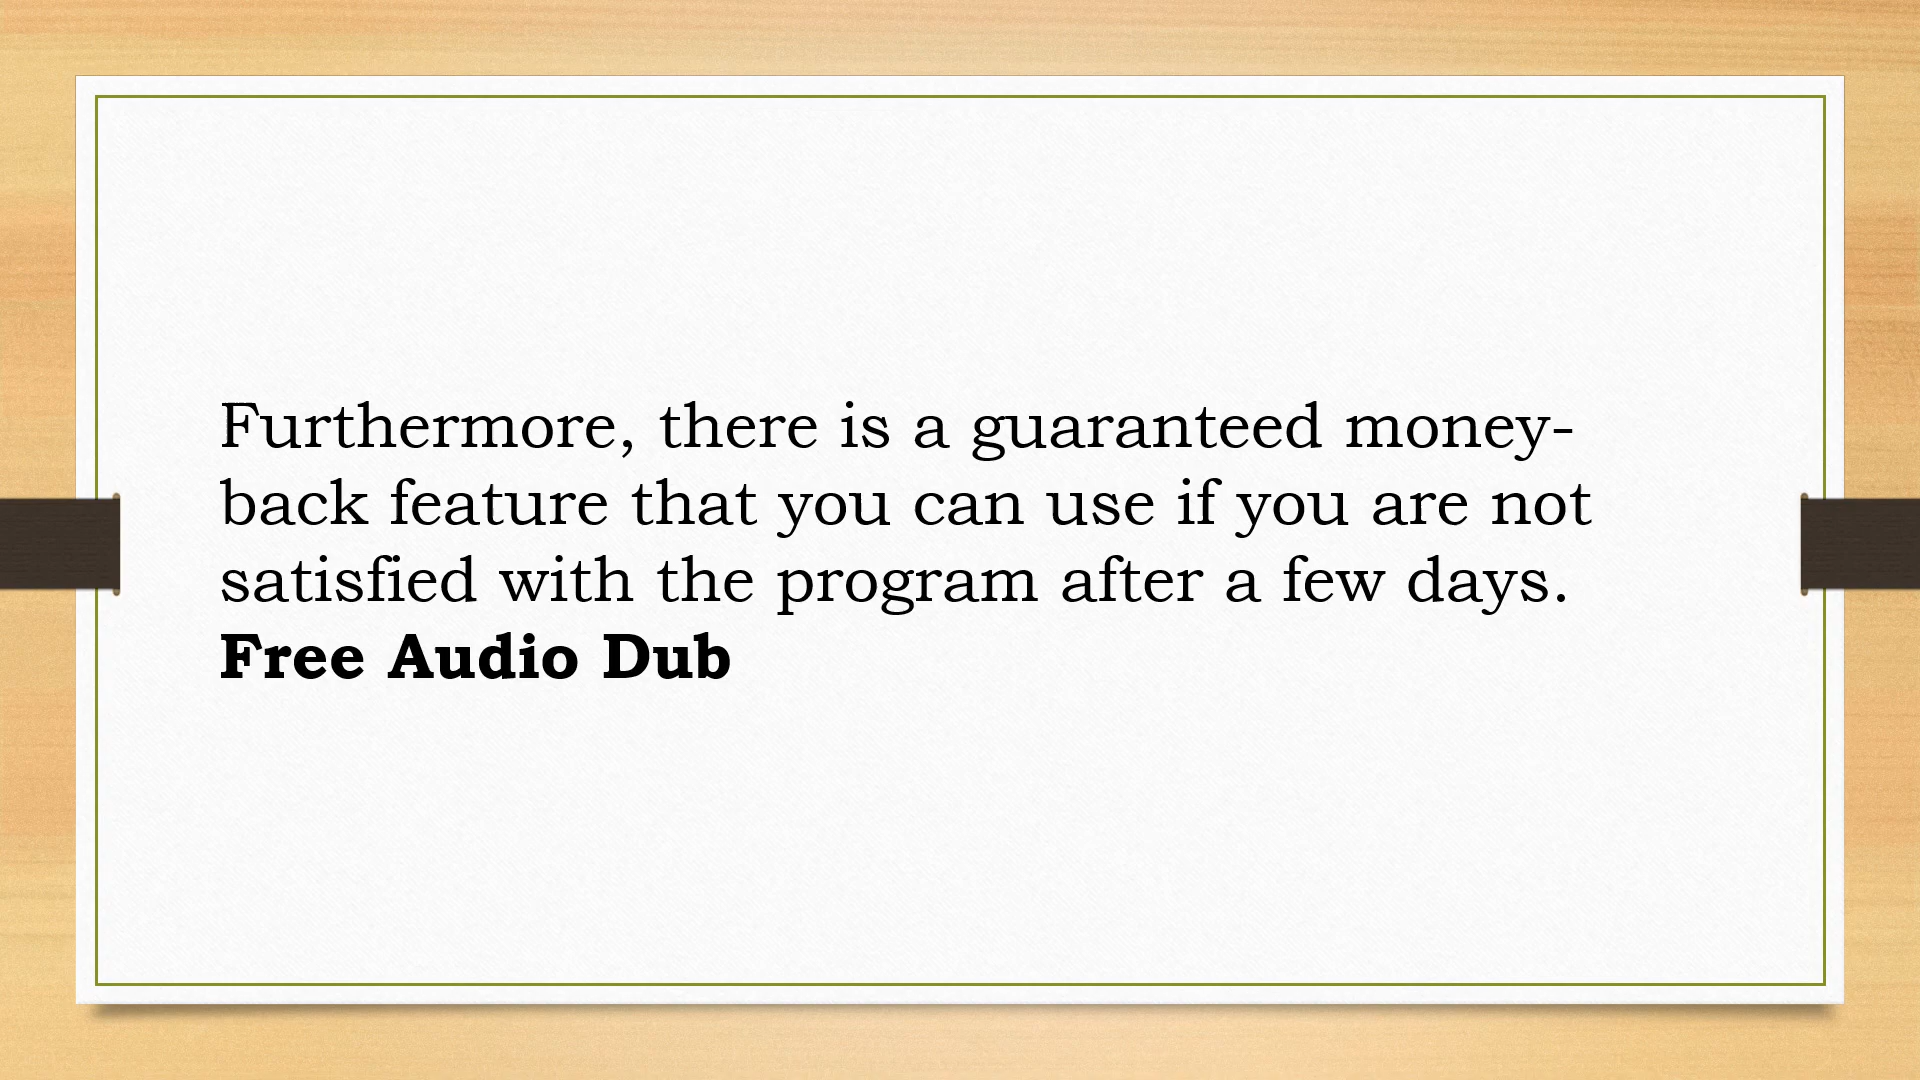 Furthermore, there is a guaranteed money-
back feature that you can use if you are not
satisfied with the program after a few days.
Free Audio Dub